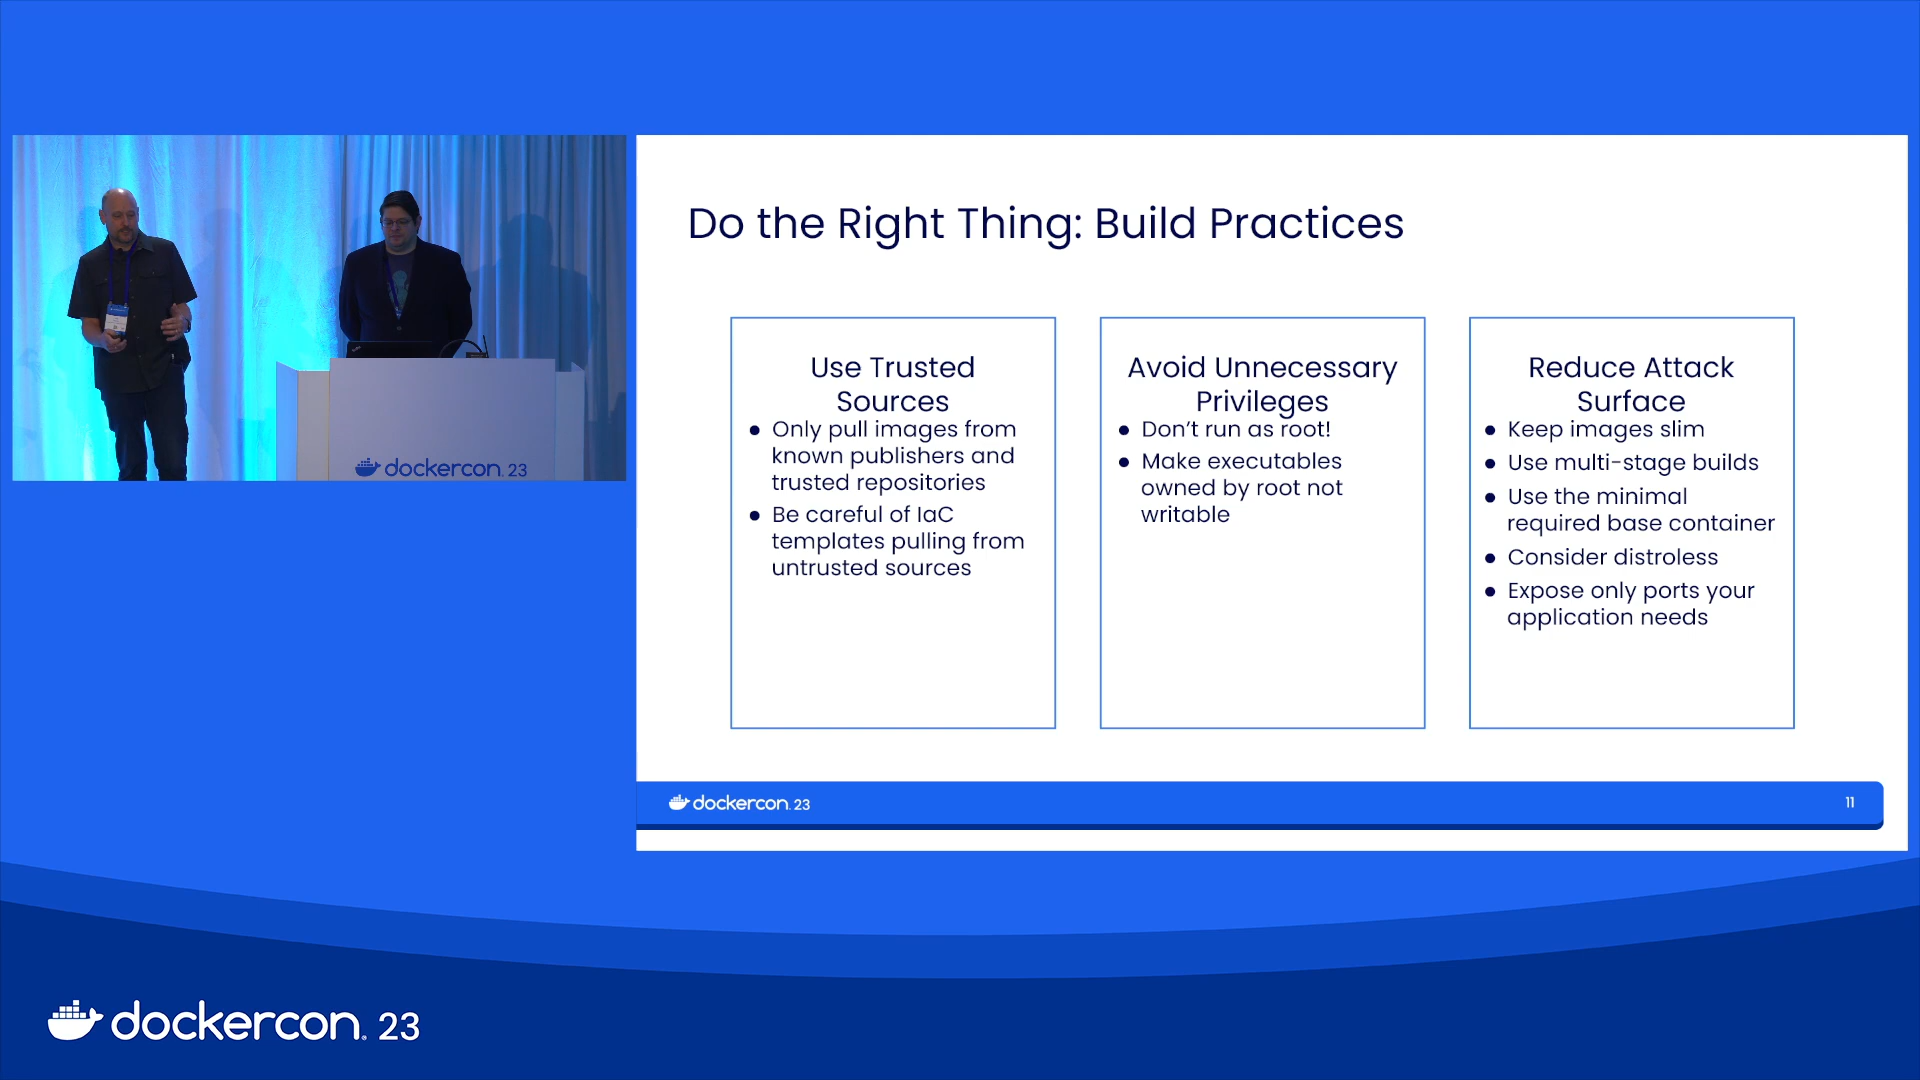 dockercon. 23
Do the Right Thing: Build Practices
Use Trusted
Sources
● Only pull images from
known publishers and
trusted repositories
● Be careful of IaC
templates pulling from
untrusted sources
Avoid Unnecessary
Privileges
● Don’t run as root!
● Make executables
owned by root not
writable
Reduce Attack
Surface
● Keep images slim
● Use multi-stage builds
● Use the minimal
required base container
● Consider distroless
● Expose only ports your
application needs
dockercon. 23
11
dockercon. 23